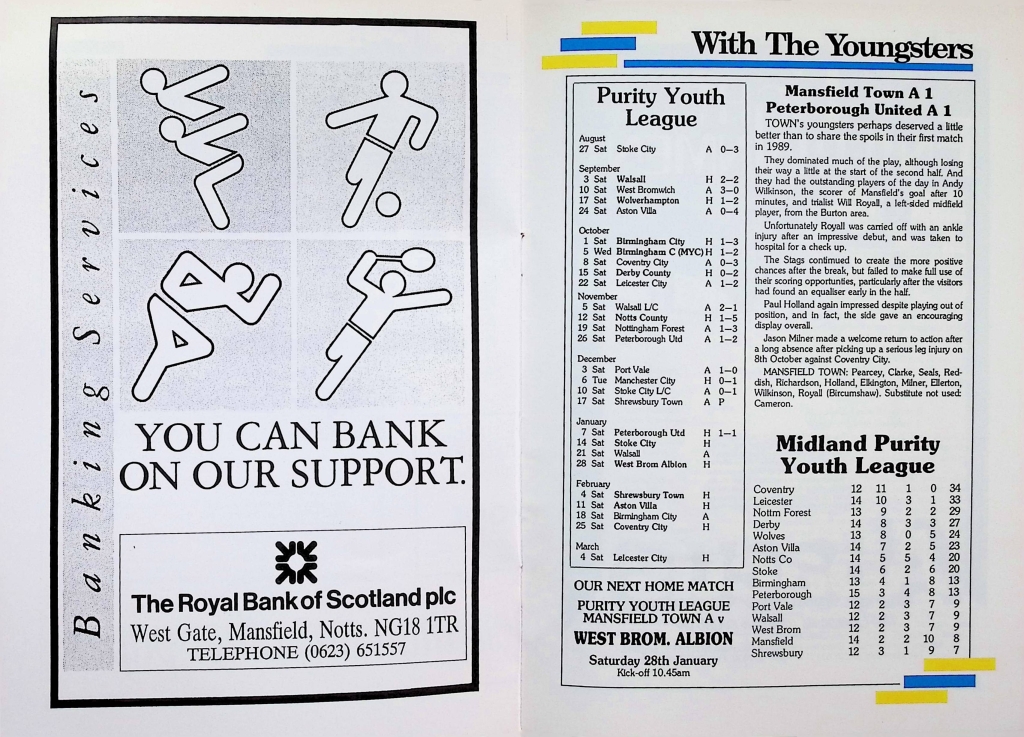 Banking Services
YOU CAN BANK
ON OUR SUPPORT.
The Royal Bank of Scotland plc
West Gate, Mansfield, Notts. NG18 1TR
TELEPHONE (0623) 651557
With The Youngsters
Purity Youth
League
August
27 Sat Stoke City A 0–3
September
3 Sat Walsall H 2–2
10 Sat West Bromwich A 3–0
17 Sat Wolverhampton H 1–2
24 Sat Aston Villa A 0–4
October
1 Sat Birmingham City H 1–3
5 Wed Birmingham C (MYC) H 1–2
8 Sat Coventry City A 0–3
15 Sat Derby County H 0–2
22 Sat Leicester City A 1–2
November
5 Sat Walsall L/C A 2–1
12 Sat Notts County H 1–5
19 Sat Nottingham Forest A 1–3
26 Sat Peterborough Utd A 1–2
December
3 Sat Port Vale A 1–0
6 Tue Manchester City H 0–1
10 Sat Stoke City L/C A 0–1
17 Sat Shrewsbury Town A P
January
7 Sat Peterborough Utd H 1–1
14 Sat Stoke City H
21 Sat Walsall A
28 Sat West Brom Albion H
February
4 Sat Shrewsbury Town H
11 Sat Aston Villa H
18 Sat Birmingham City A
25 Sat Coventry City H
March
4 Sat Leicester City H
OUR NEXT HOME MATCH
PURITY YOUTH LEAGUE
MANSFIELD TOWN A v
WEST BROM. ALBION
Saturday 28th January
Kick-off 10.45am
Mansfield Town A 1
Peterborough United A 1
TOWN's youngsters perhaps deserved a little
better than to share the spoils in their first match
in 1989.
They dominated much of the play, although losing
their way a little at the start of the second half. And
they had the outstanding players of the day in Andy
Wilkinson, the scorer of Mansfield's goal after 10
minutes, and trialist Will Royall, a left-sided midfield
player, from the Burton area.
Unfortunately Royall was carried off with an ankle
injury after an impressive debut, and was taken to
hospital for a check up.
The Stags continued to create the more positive
chances after the break, but failed to make full use of
their scoring opportunties, particularly after the visitors
had found an equaliser early in the half.
Paul Holland again impressed despite playing out of
position, and in fact, the side gave an encouraging
display overall.
Jason Milner made a welcome return to action after
a long absence after picking up a serious leg injury on
8th October against Coventry City.
MANSFIELD TOWN: Pearcey, Clarke, Seals, Red-
dish, Richardson, Holland, Elkington, Milner, Ellerton,
Wilkinson, Royall (Bircumshaw). Substitute not used:
Cameron.
Midland Purity
Youth League
Coventry 12 11 1 0 34
Leicester 14 10 3 1 33
Nottm Forest 13 9 2 2 29
Derby 14 8 3 3 27
Wolves 13 8 0 5 24
Aston Villa 14 7 2 5 23
Notts Co 14 5 5 4 20
Stoke 14 6 2 6 20
Birmingham 13 4 1 8 13
Peterborough 15 3 4 8 13
Port Vale 12 2 3 7 9
Walsall 12 2 3 7 9
West Brom 12 2 3 7 9
Mansfield 14 2 2 10 8
Shrewsbury 12 3 1 9 7